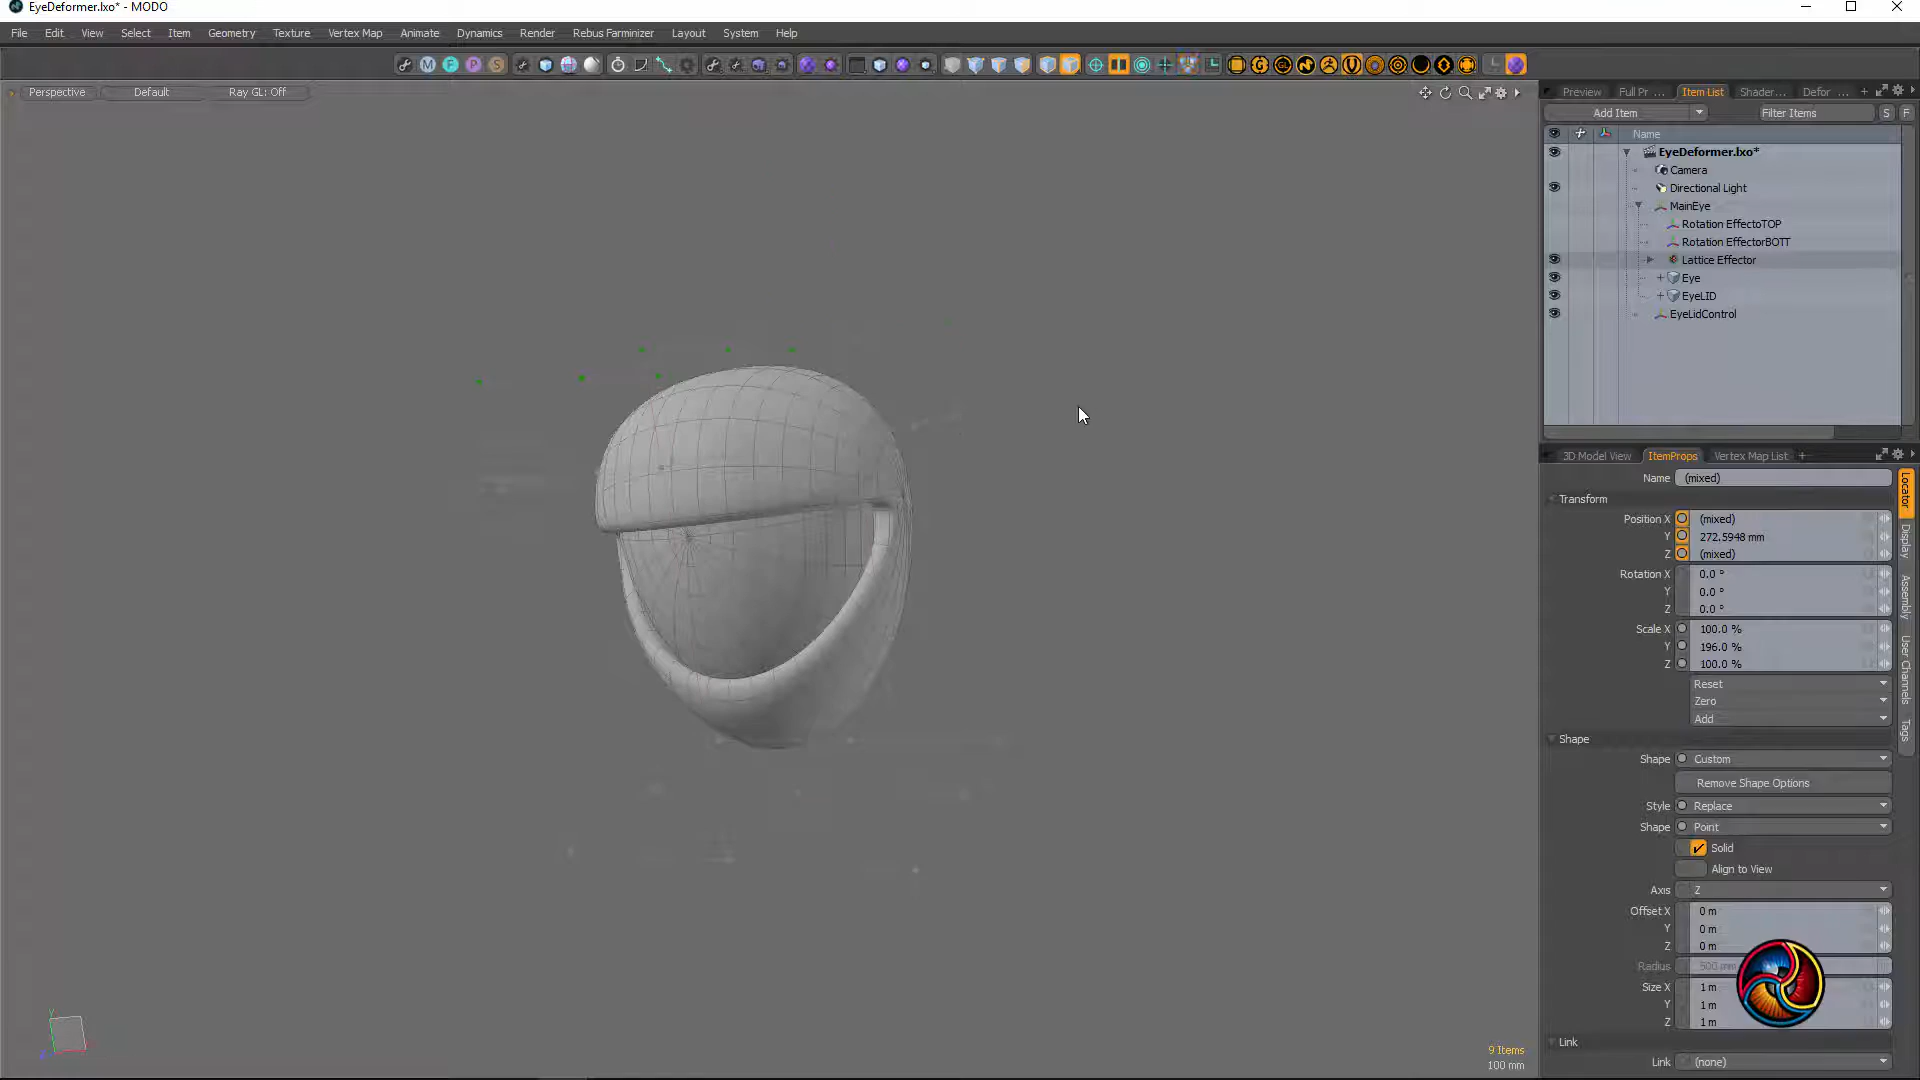 EyeDeformer.lxo* - MODO
File Edit View Select Item Geometry Texture Vertex Map Animate Dynamics Render Rebus Farminizer Layout System Help
Perspective Default Ray GL: Off
Preview Full Pr ... Item List Shader... Defor ...
Add Item Filter Items S F
Name
EyeDeformer.lxo*
Camera
Directional Light
MainEye
Rotation EffectoTOP
Rotation EffectorBOTT
Lattice Effector
Eye
EyeLID
EyeLidControl
3D Model View ItemProps Vertex Map List
Name (mixed)
Transform
Position X (mixed)
Y 272.5948 mm
Z (mixed)
Rotation X 0.0 °
Y 0.0 °
Z 0.0 °
Scale X 100.0 %
Y 196.0 %
Z 100.0 %
Reset
Zero
Add
Shape
Shape Custom
Remove Shape Options
Style Replace
Shape Point
Solid
Align to View
Axis Z
Offset X 0 m
Y 0 m
Z 0 m
Radius 500 mm
Size X 1 m
Y 1 m
Z 1 m
Link
Link (none)
Locator
Display
Assembly
User Channels
Tags
9 Items
100 mm